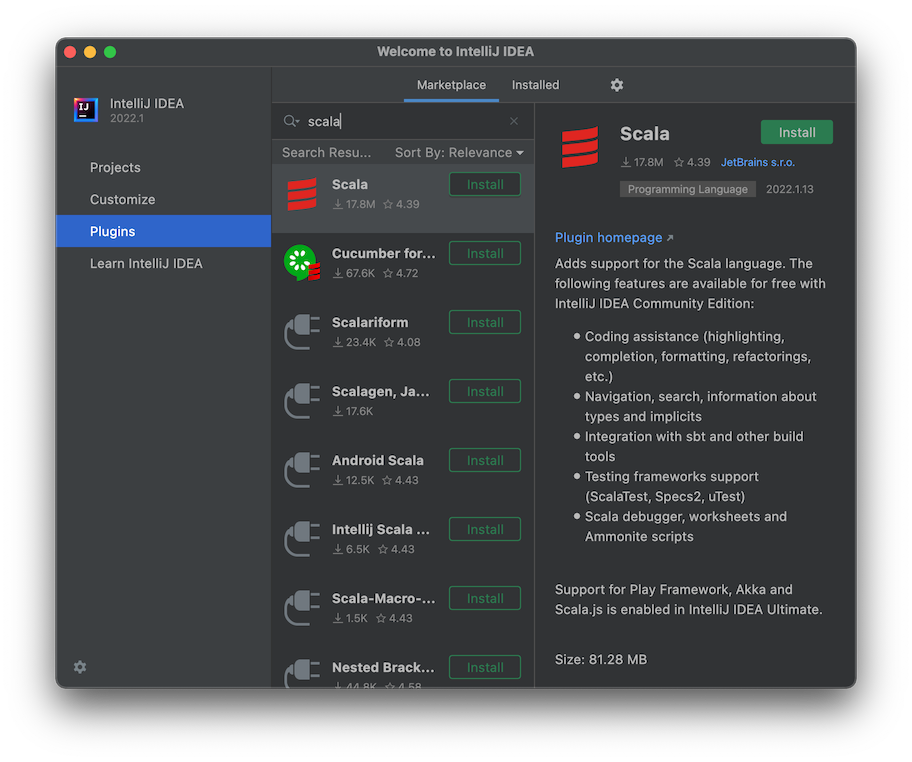 Welcome to IntelliJ IDEA
IJ
IntelliJ IDEA
2022.1
Projects
Customize
Plugins
Learn IntelliJ IDEA
Marketplace
Installed
scala
Search Resu...
Sort By: Relevance
Scala
17.8M 4.39
Install
Cucumber for...
67.6K 4.72
Install
Scalariform
23.4K 4.08
Install
Scalagen, Ja...
17.6K
Install
Android Scala
12.5K 4.43
Install
Intellij Scala ...
6.5K 4.43
Install
Scala-Macro-...
1.5K 4.43
Install
Nested Brack...
44.8K 4.58
Install
Scala
Install
17.8M 4.39 JetBrains s.r.o.
Programming Language 2022.1.13
Plugin homepage ↗
Adds support for the Scala language. The
following features are available for free with
IntelliJ IDEA Community Edition:
• Coding assistance (highlighting,
completion, formatting, refactorings,
etc.)
• Navigation, search, information about
types and implicits
• Integration with sbt and other build
tools
• Testing frameworks support
(ScalaTest, Specs2, uTest)
• Scala debugger, worksheets and
Ammonite scripts
Support for Play Framework, Akka and
Scala.js is enabled in IntelliJ IDEA Ultimate.
Size: 81.28 MB